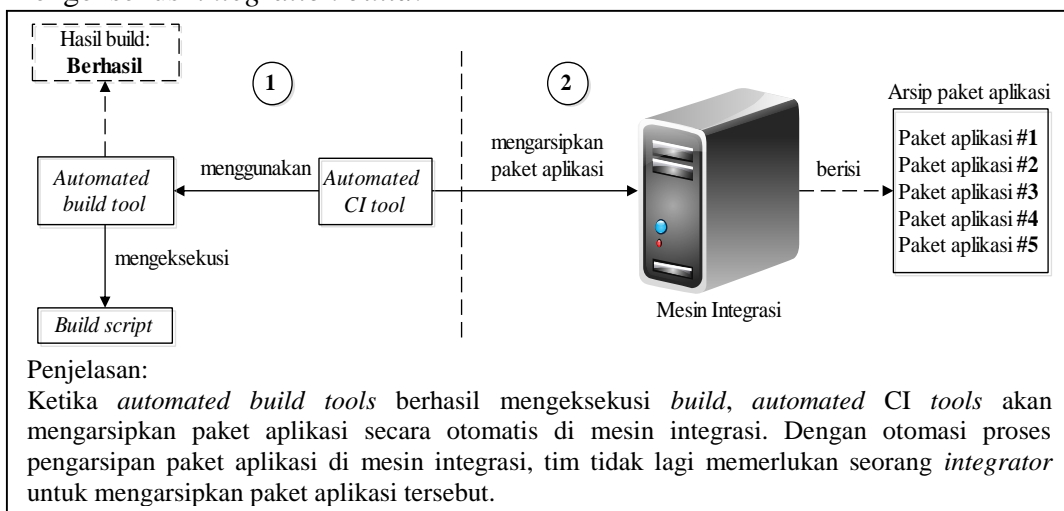 Hasil build:
Berhasil
1
2
Arsip paket aplikasi
Paket aplikasi #1
Paket aplikasi #2
Paket aplikasi #3
Paket aplikasi #4
Paket aplikasi #5
mengarsipkan
paket aplikasi
menggunakan
berisi
Automated
build tool
Automated
CI tool
mengeksekusi
Build script
Mesin Integrasi
Penjelasan:
Ketika automated build tools berhasil mengeksekusi build, automated CI tools akan
mengarsipkan paket aplikasi secara otomatis di mesin integrasi. Dengan otomasi proses
pengarsipan paket aplikasi di mesin integrasi, tim tidak lagi memerlukan seorang integrator
untuk mengarsipkan paket aplikasi tersebut.